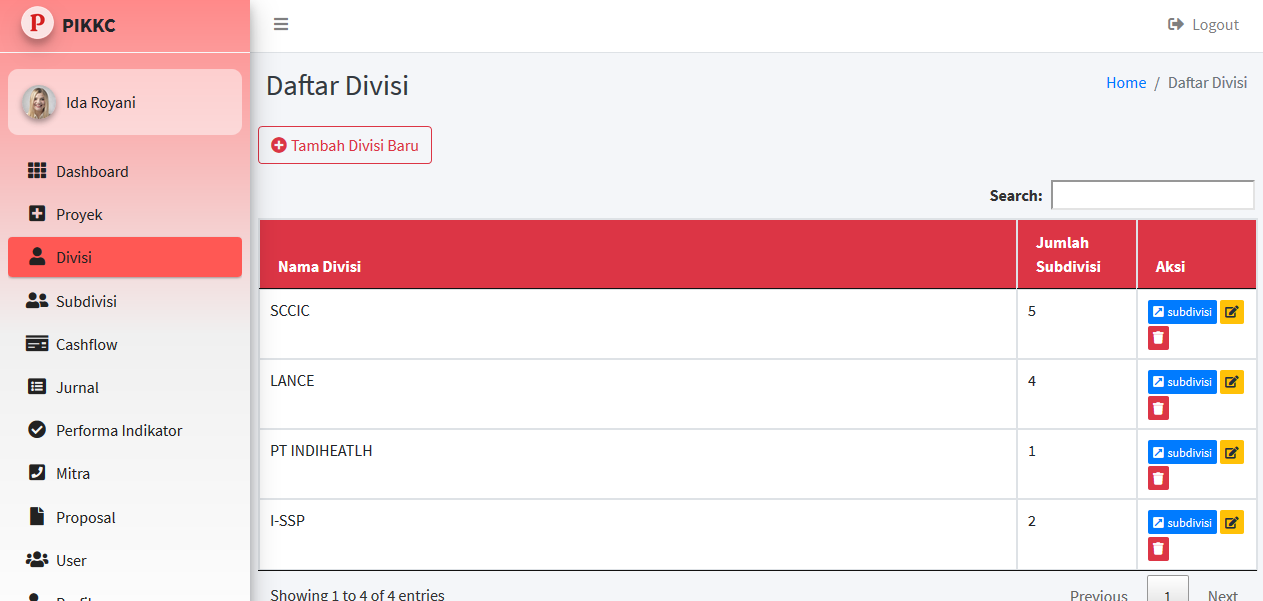 P PIKKC
Logout
Ida Royani
Dashboard
Proyek
Divisi
Subdivisi
Cashflow
Jurnal
Performa Indikator
Mitra
Proposal
User
Daftar Divisi
Home / Daftar Divisi
Tambah Divisi Baru
Search:
Nama Divisi
Jumlah
Subdivisi
Aksi
SCCIC
5
subdivisi
LANCE
4
subdivisi
PT INDIHEATLH
1
subdivisi
I-SSP
2
subdivisi
Showing 1 to 4 of 4 entries
Previous 1 Next